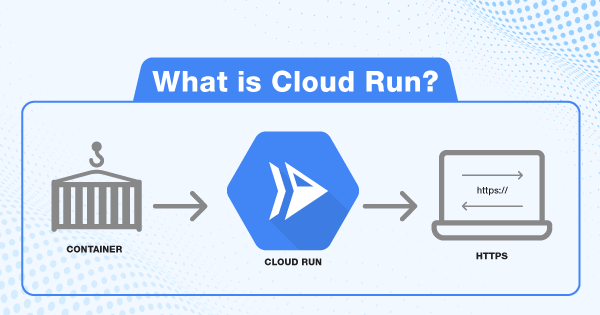 What is Cloud Run?
https://
CONTAINER
CLOUD RUN
HTTPS